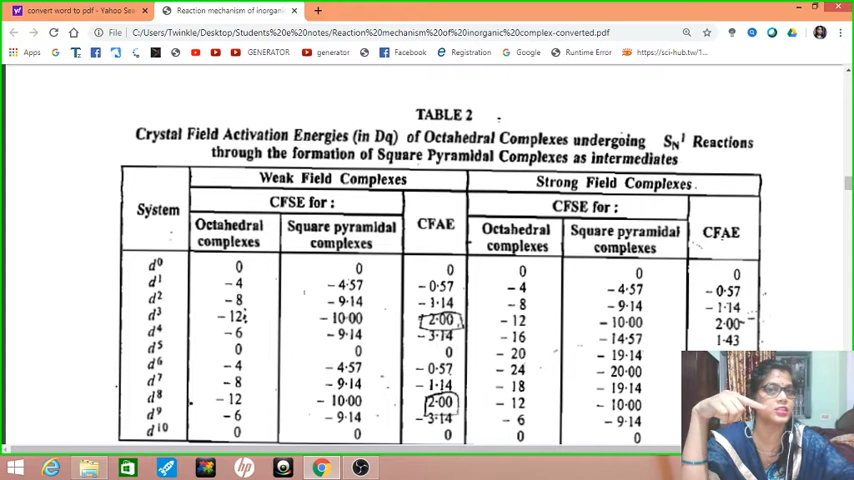 convert word to pdf - Yahoo Sea
Reaction mechanism of inorganic
File C:/Users/Twinkle/Desktop/Students%20e%20notes/Reaction%20mechanism%20of%20inorganic%20complex-converted.pdf
Apps GENERATOR generator Facebook Registration Google Runtime Error https://sci-hub.tw/1...
TABLE 2
Crystal Field Activation Energies (in Dq) of Octahedral Complexes undergoing SN1 Reactions
through the formation of Square Pyramidal Complexes as intermediates
System Weak Field Complexes Strong Field Complexes
CFSE for : CFAE CFSE for : CFAE
Octahedral complexes Square pyramidal complexes Octahedral complexes Square pyramidal complexes
d0 0 0 0 0 0 0
d1 -4 -4·57 -0·57 -4 -4·57 -0·57
d2 -8 -9·14 -1·14 -8 -9·14 -1·14
d3 -12 -10·00 2·00 -12 -10·00 2·00
d4 -6 -9·14 -3·14 -16 -14·57 1·43
d5 0 0 0 -20 -19·14
d6 -4 -4·57 -0·57 -24 -20·00
d7 -8 -9·14 -1·14 -18 -19·14
d8 -12 -10·00 2·00 -12 -10·00
d9 -6 -9·14 -3·14 -6 -9·14
d10 0 0 0 0 0
hp